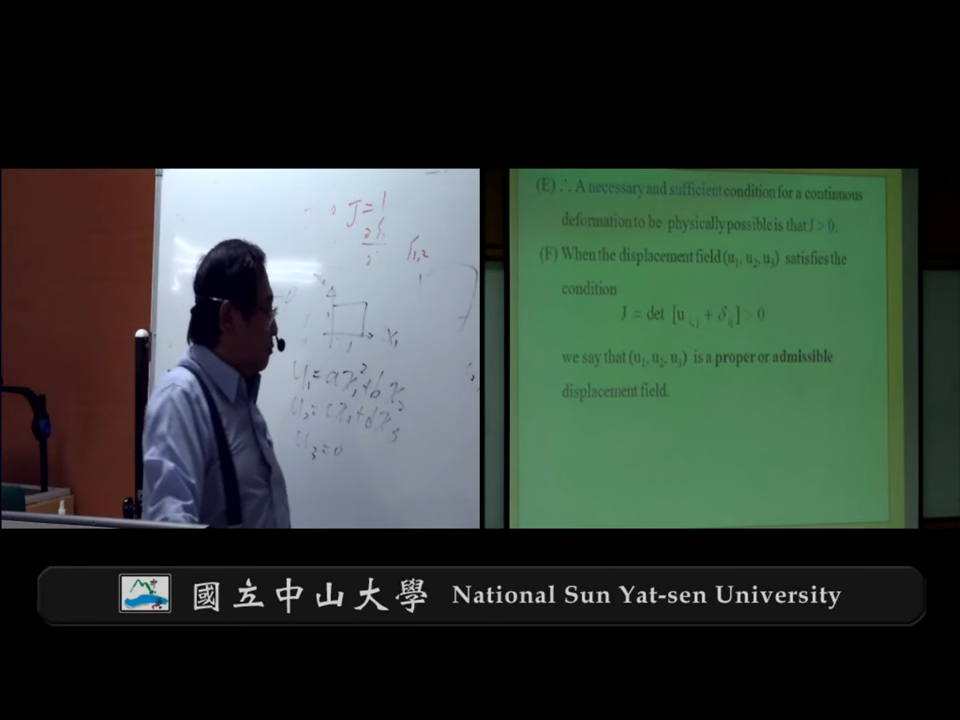 J=1
u₁=ax₁²+bx₂
u₂=cx₁+dx₃
u₃=0
(E) ∴ A necessary and sufficient condition for a continuous
deformation to be physically possible is that J > 0.
(F) When the displacement field (u₁, u₂, u₃) satisfies the
condition
J = det [u i,j + δij] > 0
we say that (u₁, u₂, u₃) is a proper or admissible
displacement field.
國立中山大學 National Sun Yat-sen University